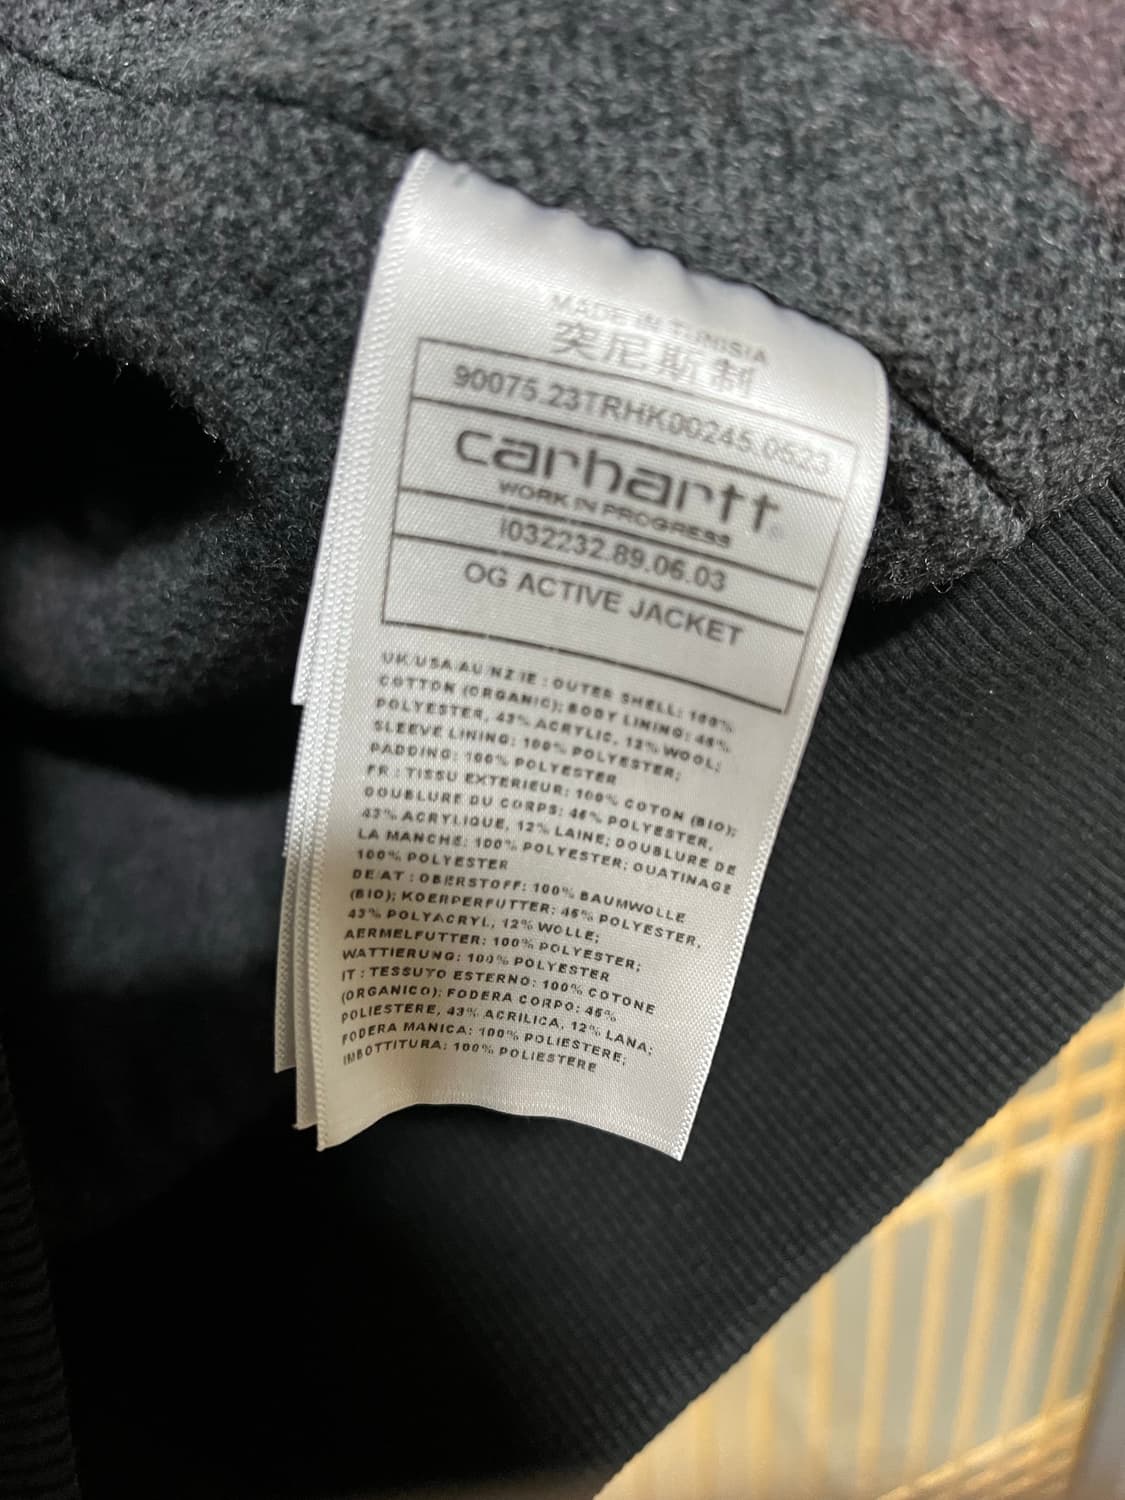 MADE IN TUNISIA
突尼斯制
90075.23TRHK00245.0523
carhartt
WORK IN PROGRESS
I032232.89.06.03
OG ACTIVE JACKET
UK/USA/AU/NZ/IE : OUTER SHELL: 100%
COTTON (ORGANIC); BODY LINING: 45%
POLYESTER, 43% ACRYLIC, 12% WOOL;
SLEEVE LINING: 100% POLYESTER;
PADDING: 100% POLYESTER
FR : TISSU EXTERIEUR: 100% COTON (BIO);
DOUBLURE DU CORPS: 45% POLYESTER,
43% ACRYLIQUE, 12% LAINE; DOUBLURE DE
LA MANCHE: 100% POLYESTER; OUATINAGE
100% POLYESTER
DE/AT : OBERSTOFF: 100% BAUMWOLLE
(BIO); KOERPERFUTTER: 45% POLYESTER,
43% POLYACRYL, 12% WOLLE;
AERMELFUTTER: 100% POLYESTER;
WATTIERUNG: 100% POLYESTER
IT : TESSUTO ESTERNO: 100% COTONE
(ORGANICO); FODERA CORPO: 45%
POLIESTERE, 43% ACRILICA, 12% LANA;
FODERA MANICA: 100% POLIESTERE;
IMBOTTITURA: 100% POLIESTERE